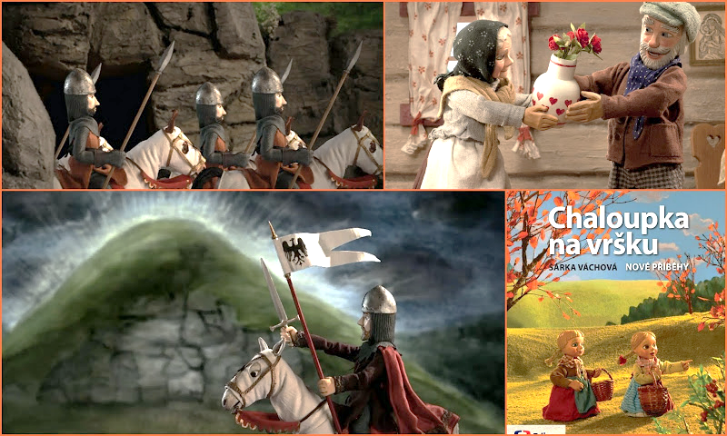 Chaloupka
na vršku
ŠÁRKA VÁCHOVÁ NOVÉ PŘÍBĚHY